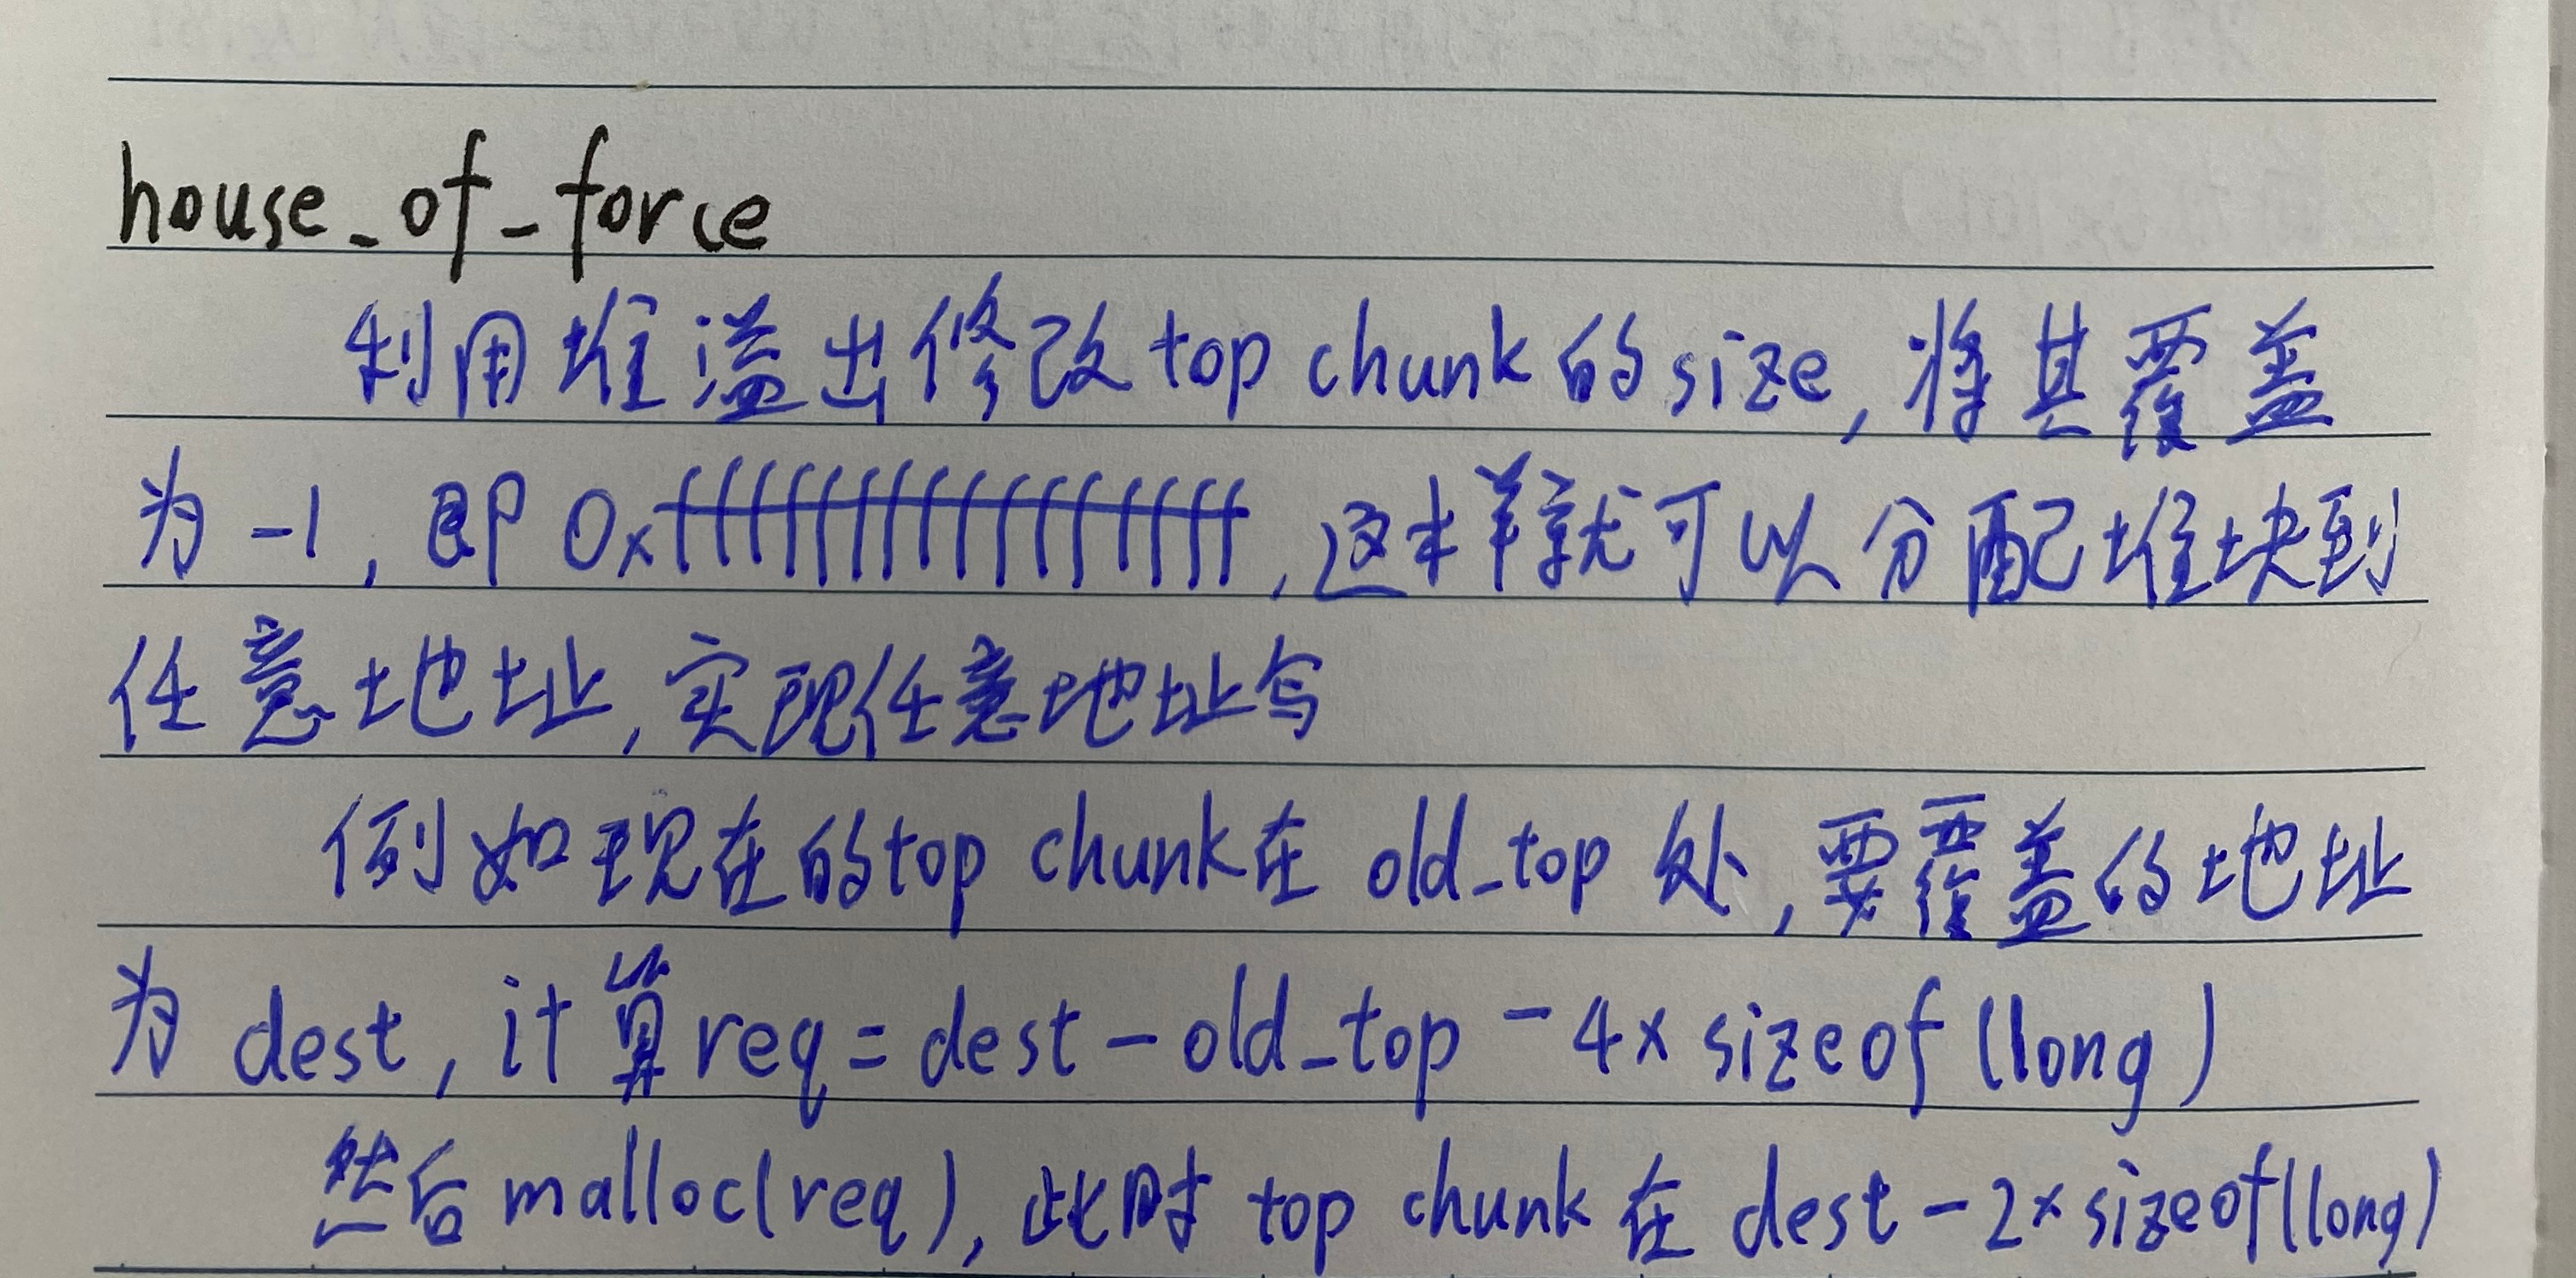 house_of_force
利用堆溢出修改top chunk的size,将其覆盖
为-1,即0xffffffffffffffff,这样就可以分配堆块到
任意地址,实现任意地址写
例如现在的top chunk在old_top处,要覆盖的地址
为dest,计算req=dest-old_top-4×sizeof(long)
然后malloc(req),此时top chunk在dest-2×sizeof(long)